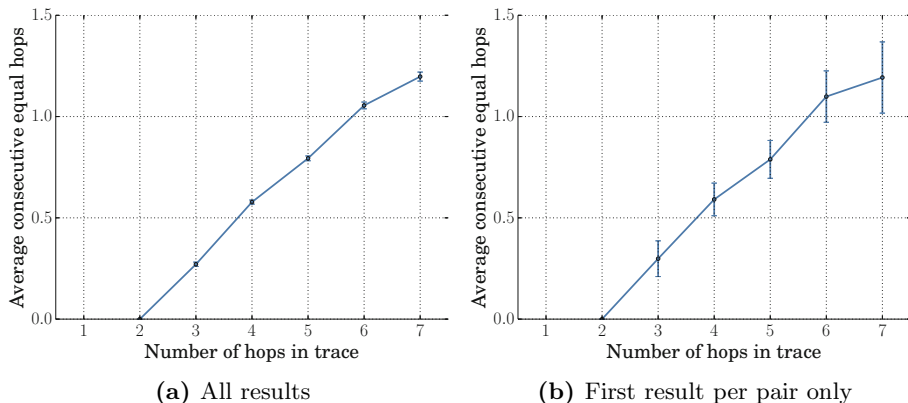 1.5
1.0
0.5
0.0
Average consecutive equal hops
1 2 3 4 5 6 7
Number of hops in trace
(a) All results
1.5
1.0
0.5
0.0
Average consecutive equal hops
1 2 3 4 5 6 7
Number of hops in trace
(b) First result per pair only